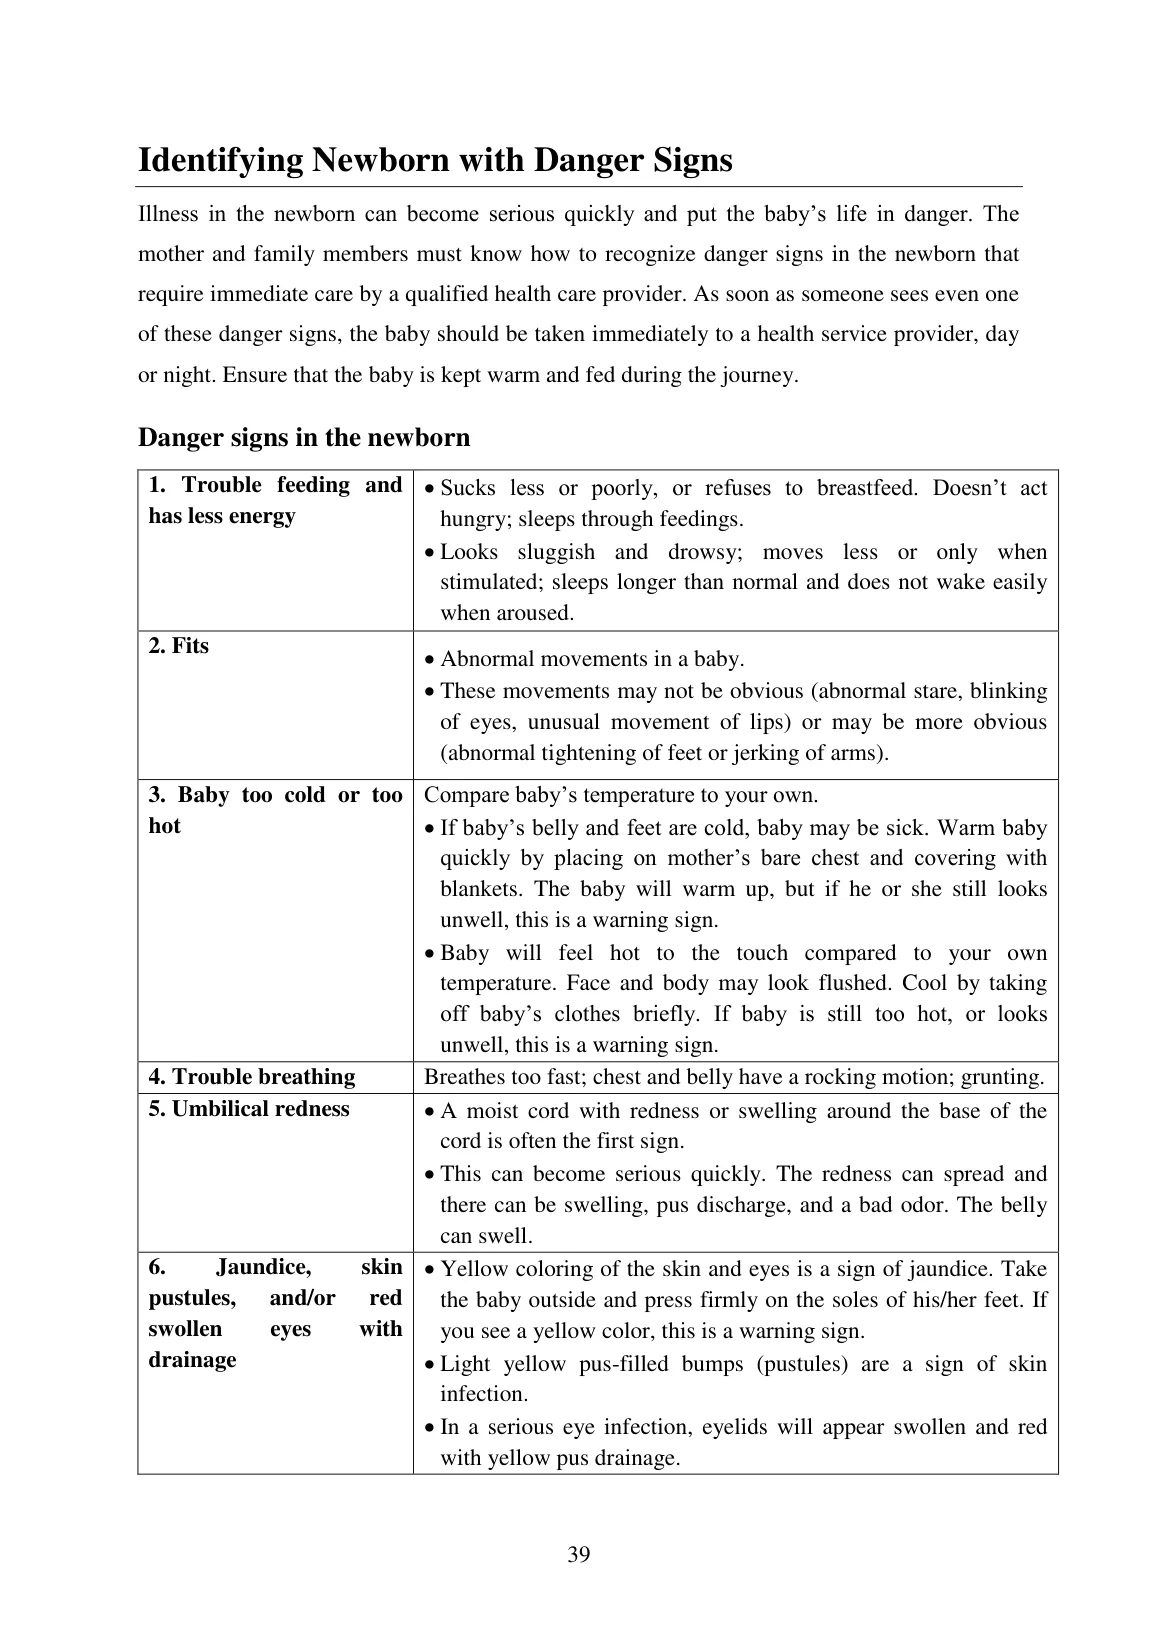 Identifying Newborn with Danger Signs
Illness in the newborn can become serious quickly and put the baby’s life in danger. The
mother and family members must know how to recognize danger signs in the newborn that
require immediate care by a qualified health care provider. As soon as someone sees even one
of these danger signs, the baby should be taken immediately to a health service provider, day
or night. Ensure that the baby is kept warm and fed during the journey.
Danger signs in the newborn
1. Trouble feeding and
has less energy
• Sucks less or poorly, or refuses to breastfeed. Doesn’t act
hungry; sleeps through feedings.
• Looks sluggish and drowsy; moves less or only when
stimulated; sleeps longer than normal and does not wake easily
when aroused.
2. Fits
• Abnormal movements in a baby.
• These movements may not be obvious (abnormal stare, blinking
of eyes, unusual movement of lips) or may be more obvious
(abnormal tightening of feet or jerking of arms).
3. Baby too cold or too
hot
Compare baby’s temperature to your own.
• If baby’s belly and feet are cold, baby may be sick. Warm baby
quickly by placing on mother’s bare chest and covering with
blankets. The baby will warm up, but if he or she still looks
unwell, this is a warning sign.
• Baby will feel hot to the touch compared to your own
temperature. Face and body may look flushed. Cool by taking
off baby’s clothes briefly. If baby is still too hot, or looks
unwell, this is a warning sign.
4. Trouble breathing
Breathes too fast; chest and belly have a rocking motion; grunting.
5. Umbilical redness
• A moist cord with redness or swelling around the base of the
cord is often the first sign.
• This can become serious quickly. The redness can spread and
there can be swelling, pus discharge, and a bad odor. The belly
can swell.
6. Jaundice, skin
pustules, and/or red
swollen eyes with
drainage
• Yellow coloring of the skin and eyes is a sign of jaundice. Take
the baby outside and press firmly on the soles of his/her feet. If
you see a yellow color, this is a warning sign.
• Light yellow pus-filled bumps (pustules) are a sign of skin
infection.
• In a serious eye infection, eyelids will appear swollen and red
with yellow pus drainage.
39